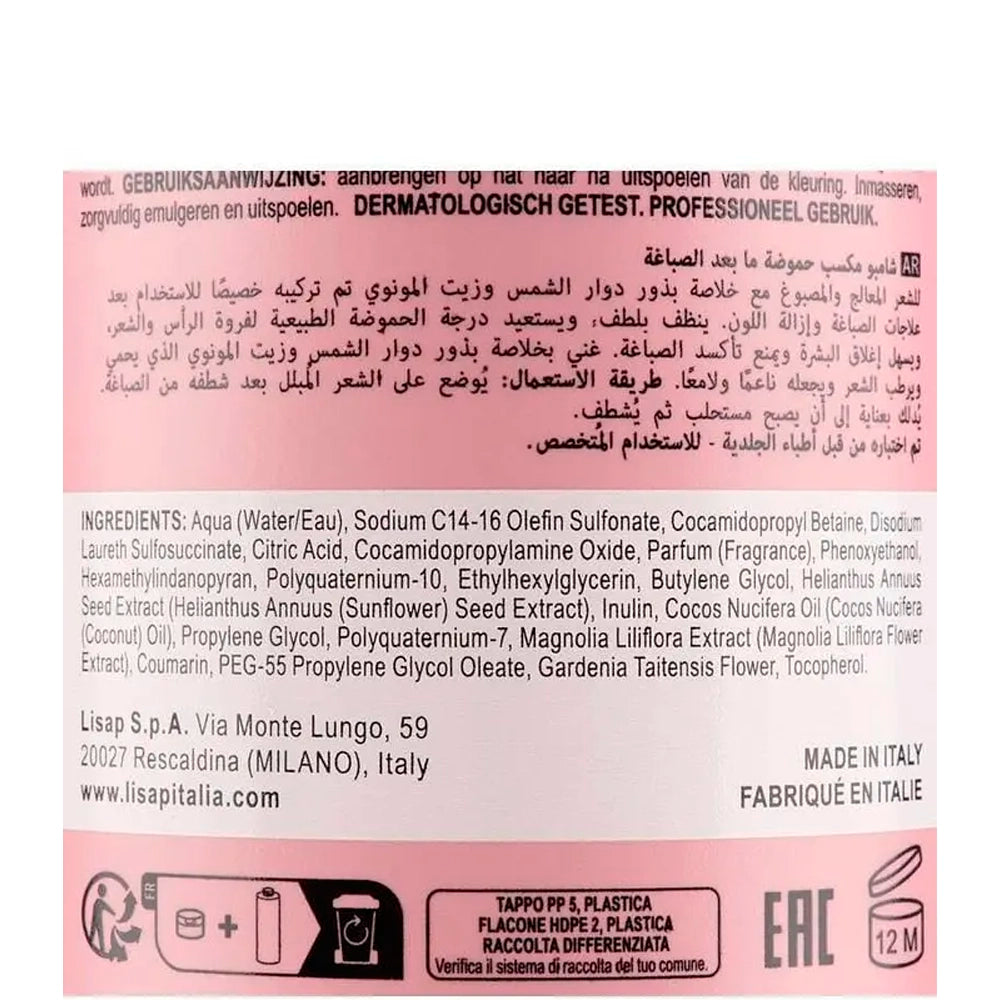 wordt. GEBRUIKSAANWIJZING: aanbrengen op nat haar na uitspoelen van de kleuring. Inmasseren,
zorgvuldig emulgeren en uitspoelen. DERMATOLOGISCH GETEST. PROFESSIONEEL GEBRUIK.
AR شامبو مكسب حموضة ما بعد الصباغة
للشعر المعالج والمصبوغ مع خلاصة بذور دوار الشمس وزيت المونوي تم تركيبه خصيصًا للاستخدام بعد
علاجات الصباغة وإزالة اللون. ينظف بلطف، ويستعيد درجة الحموضة الطبيعية لفروة الرأس والشعر،
ويسهل إغلاق البشرة ويمنع تأكسد الصباغة. غني بخلاصة بذور دوار الشمس وزيت المونوي الذي يحمي
ويرطب الشعر ويجعله ناعمًا ولامعًا. طريقة الاستعمال: يُوضع على الشعر المُبلل بعد شطفه من الصباغة.
يُدلك بعناية إلى أن يصبح مستحلب ثم يُشطف.
تم اختباره من قبل أطباء الجلدية - للاستخدام المُتخصص.
INGREDIENTS: Aqua (Water/Eau), Sodium C14-16 Olefin Sulfonate, Cocamidopropyl Betaine, Disodium
Laureth Sulfosuccinate, Citric Acid, Cocamidopropylamine Oxide, Parfum (Fragrance), Phenoxyethanol,
Hexamethylindanopyran, Polyquaternium-10, Ethylhexylglycerin, Butylene Glycol, Helianthus Annuus
Seed Extract (Helianthus Annuus (Sunflower) Seed Extract), Inulin, Cocos Nucifera Oil (Cocos Nucifera
(Coconut) Oil), Propylene Glycol, Polyquaternium-7, Magnolia Liliflora Extract (Magnolia Liliflora Flower
Extract), Coumarin, PEG-55 Propylene Glycol Oleate, Gardenia Taitensis Flower, Tocopherol.
Lisap S.p.A. Via Monte Lungo, 59
20027 Rescaldina (MILANO), Italy
www.lisapitalia.com
MADE IN ITALY
FABRIQUÉ EN ITALIE
FR
+
TAPPO PP 5, PLASTICA
FLACONE HDPE 2, PLASTICA
RACCOLTA DIFFERENZIATA
Verifica il sistema di raccolta del tuo comune.
EAC
12 M